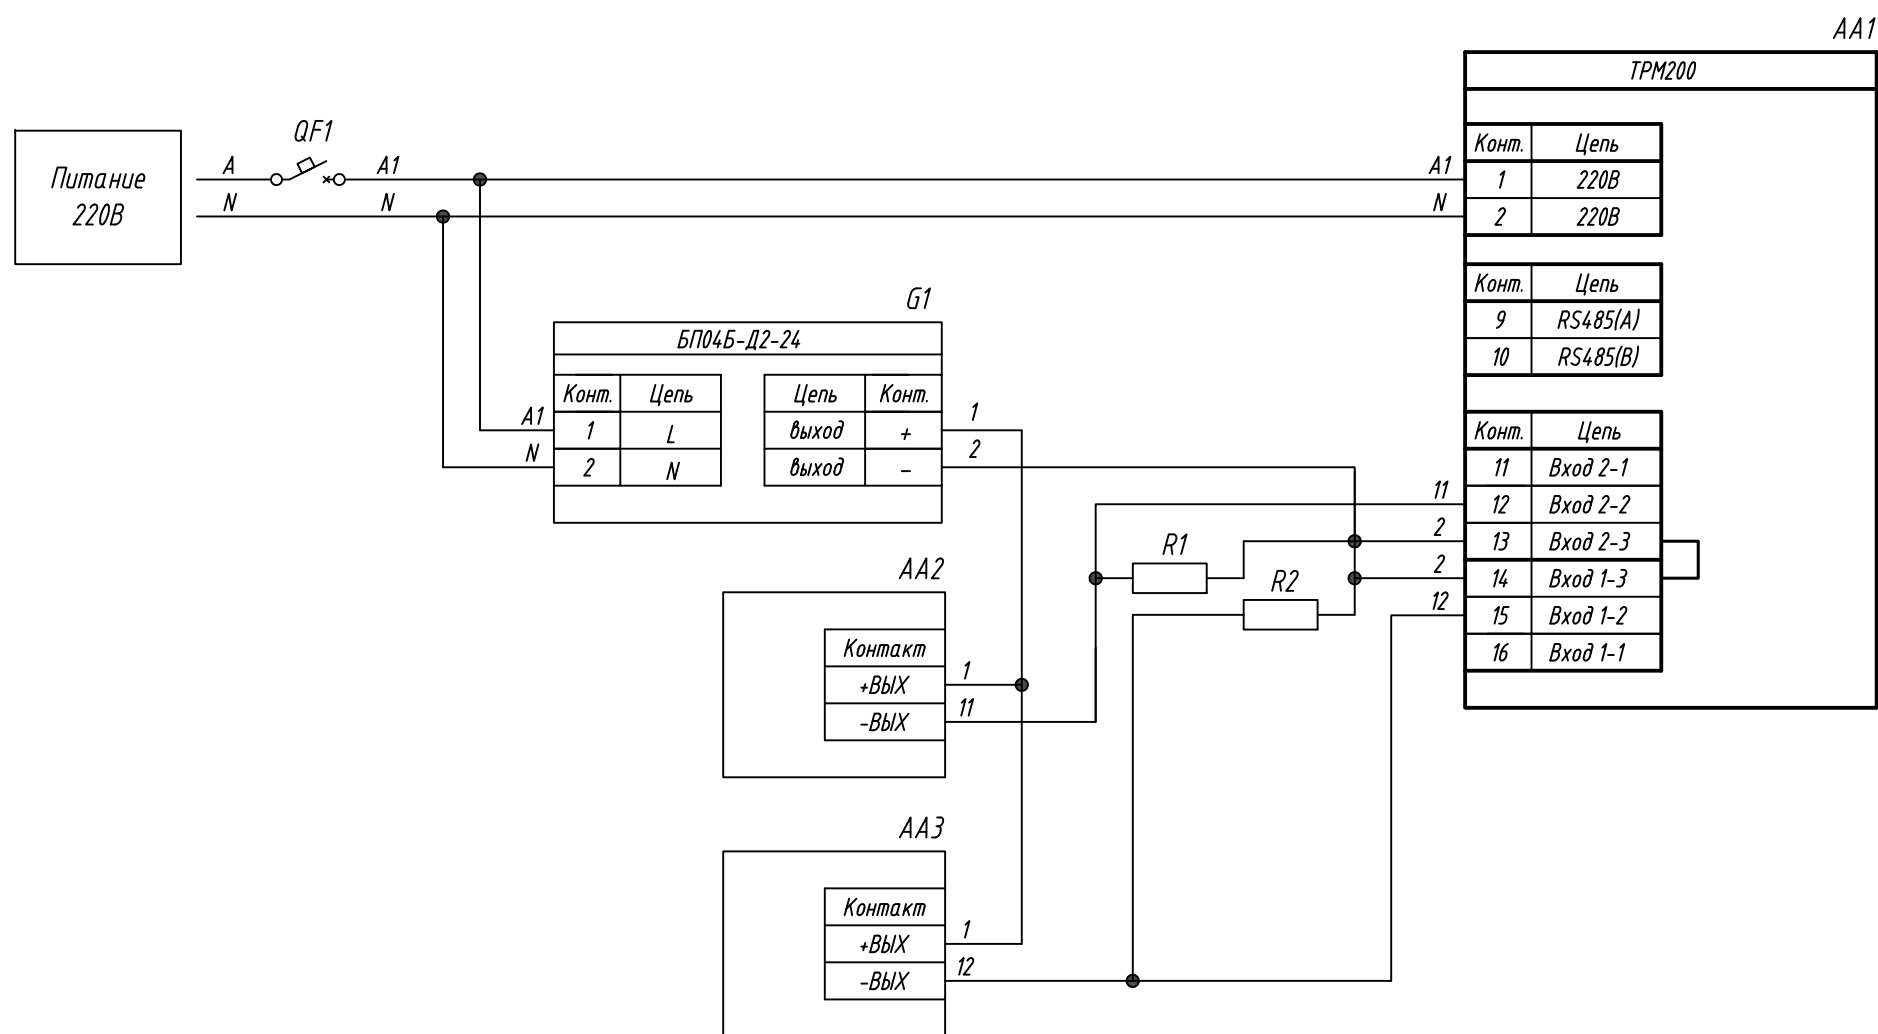 AA1
ТРМ200
QF1
Питание
220В
A
A1
N
N
A1
N
Конт. Цепь
1 220В
2 220В
Конт. Цепь
9 RS485(A)
10 RS485(B)
G1
БП04Б-Д2-24
Конт. Цепь
1 L
2 N
Цепь Конт.
выход +
выход -
A1
N
1
2
Конт. Цепь
11 Вход 2-1
12 Вход 2-2
13 Вход 2-3
14 Вход 1-3
15 Вход 1-2
16 Вход 1-1
11
2
2
12
R1
R2
AA2
Контакт
+ВЫХ
-ВЫХ
1
11
AA3
Контакт
+ВЫХ
-ВЫХ
1
12